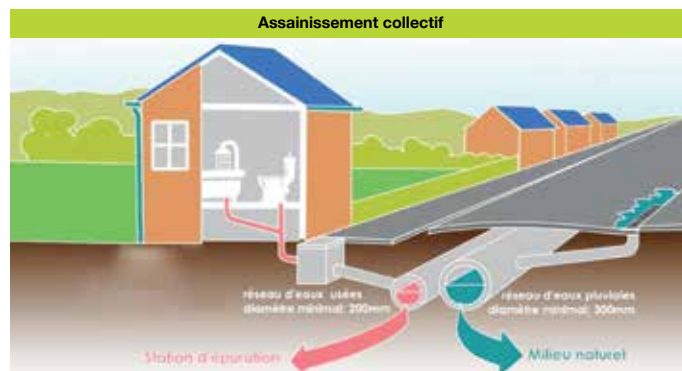 Assainissement collectif
réseau d'eaux usées
diamètre minimal: 200mm
réseau d'eaux pluviales
diamètre minimal: 300mm
Station d'épuration
Milieu naturel